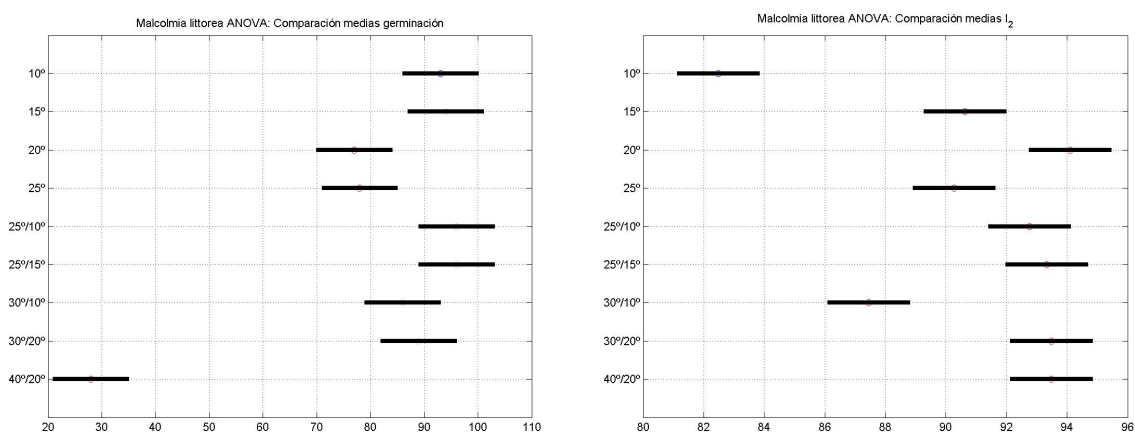 Malcolmia littorea ANOVA: Comparación medias germinación
10º
15º
20º
25º
25º/10º
25º/15º
30º/10º
30º/20º
40º/20º
20 30 40 50 60 70 80 90 100 110
Malcolmia littorea ANOVA: Comparación medias I2
10º
15º
20º
25º
25º/10º
25º/15º
30º/10º
30º/20º
40º/20º
80 82 84 86 88 90 92 94 96